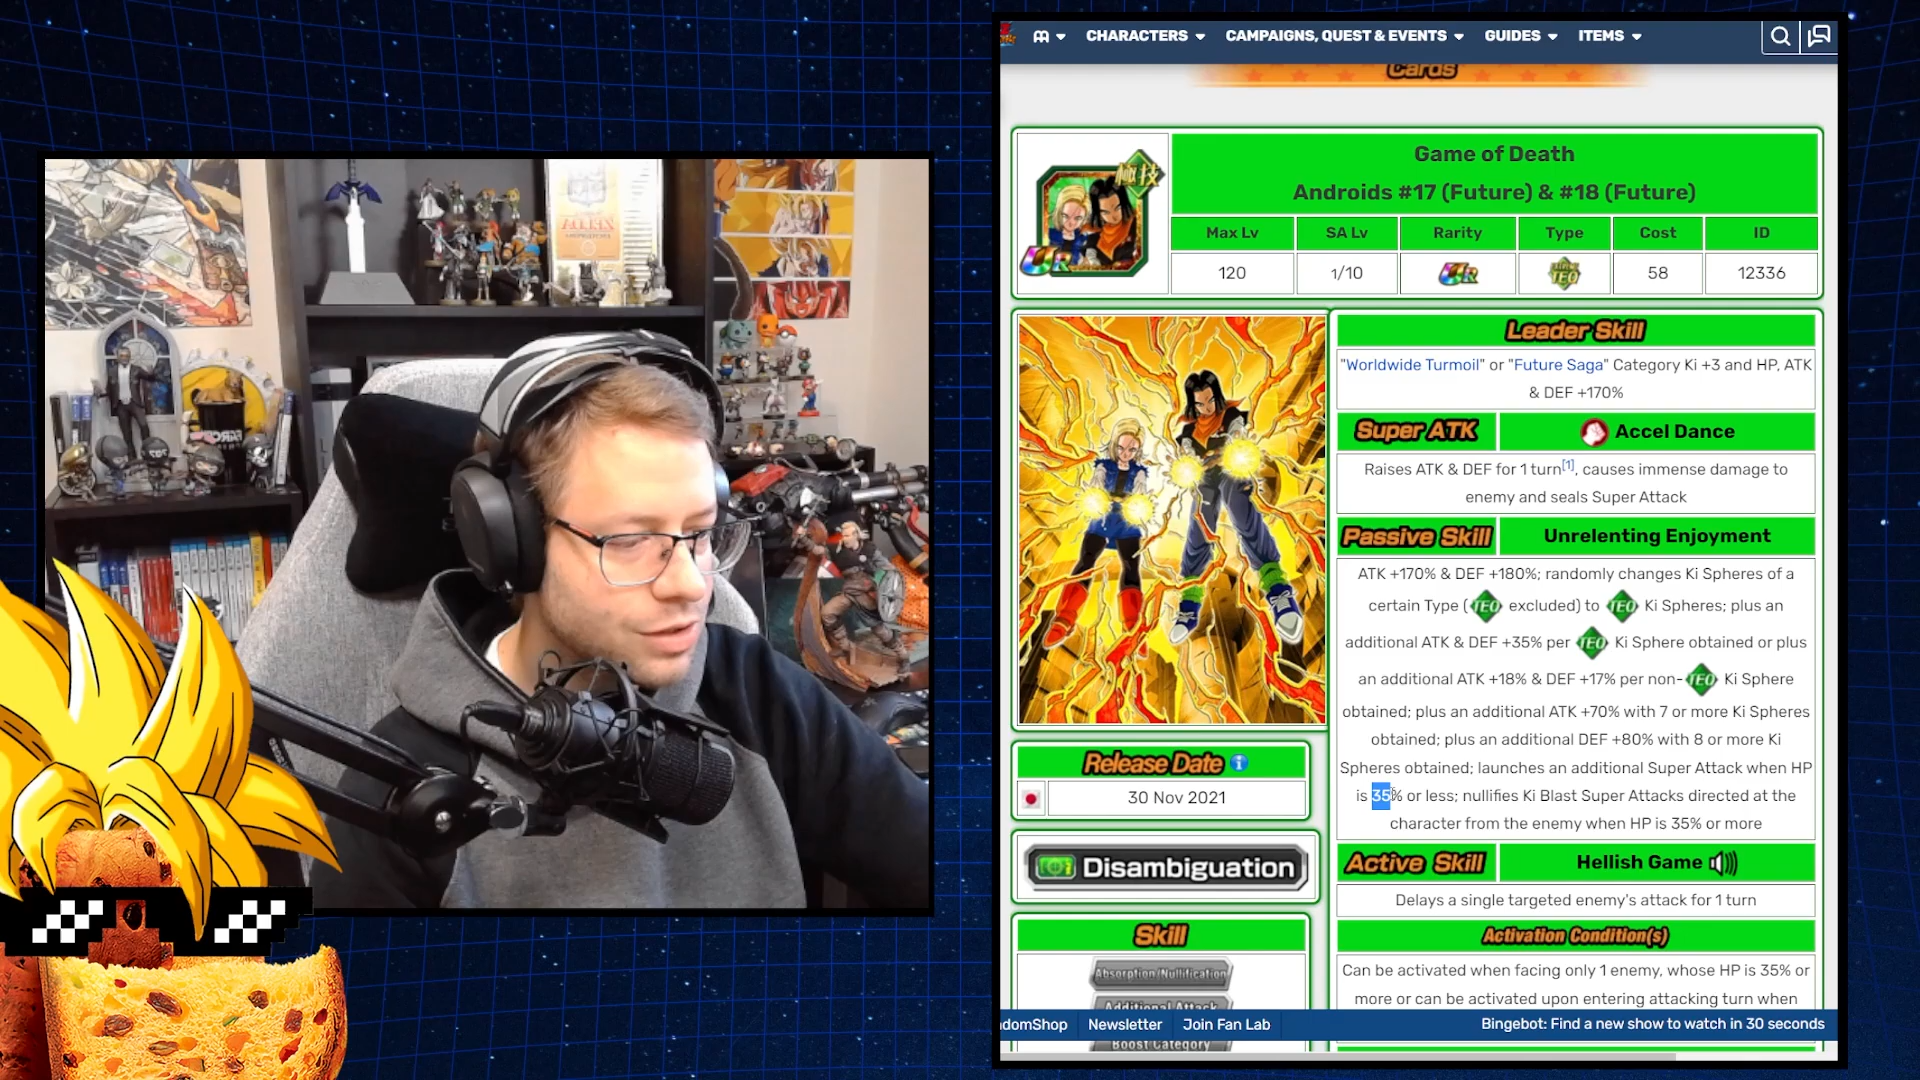 CHARACTERS
CAMPAIGNS, QUEST & EVENTS
GUIDES
ITEMS
Cards
極技
UR
Game of Death
Androids #17 (Future) & #18 (Future)
Max Lv
SA Lv
Rarity
Type
Cost
ID
120
1/10
UR
TEQ
58
12336
Leader Skill
"Worldwide Turmoil" or "Future Saga" Category Ki +3 and HP, ATK
& DEF +170%
Super ATK
Accel Dance
Raises ATK & DEF for 1 turn[1], causes immense damage to
enemy and seals Super Attack
Passive Skill
Unrelenting Enjoyment
ATK +170% & DEF +180%; randomly changes Ki Spheres of a
certain Type (TEQ excluded) to TEQ Ki Spheres; plus an
additional ATK & DEF +35% per TEQ Ki Sphere obtained or plus
an additional ATK +18% & DEF +17% per non-TEQ Ki Sphere
obtained; plus an additional ATK +70% with 7 or more Ki Spheres
obtained; plus an additional DEF +80% with 8 or more Ki
Spheres obtained; launches an additional Super Attack when HP
is 35% or less; nullifies Ki Blast Super Attacks directed at the
character from the enemy when HP is 35% or more
Active Skill
Hellish Game
Delays a single targeted enemy's attack for 1 turn
Activation Condition(s)
Can be activated when facing only 1 enemy, whose HP is 35% or
more or can be activated upon entering attacking turn when
Release Date
30 Nov 2021
Disambiguation
Skill
Absorption/Nullification
Additional Attack
Boost Category
domShop
Newsletter
Join Fan Lab
Bingebot: Find a new show to watch in 30 seconds